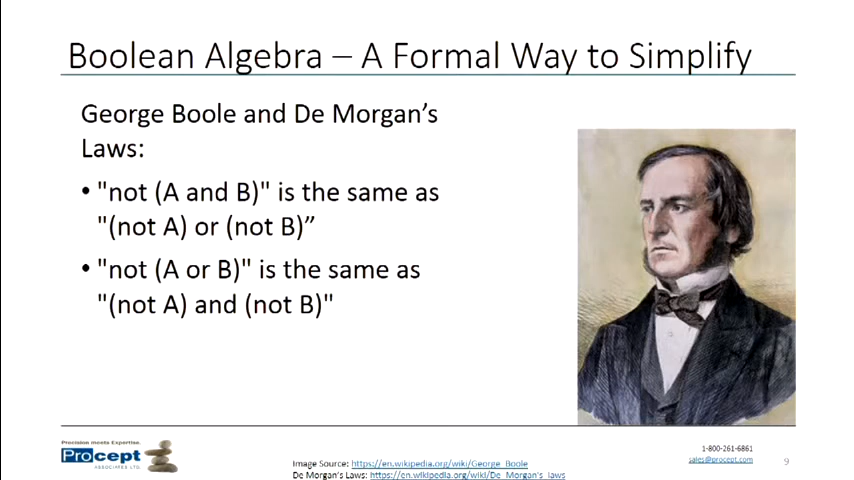 Boolean Algebra – A Formal Way to Simplify
George Boole and De Morgan’s
Laws:
• "not (A and B)" is the same as
"(not A) or (not B)”
• "not (A or B)" is the same as
"(not A) and (not B)"
Precision meets Expertise.
Procept
ASSOCIATES LTD.
Image Source: https://en.wikipedia.org/wiki/George_Boole
De Morgan's Laws: https://en.wikipedia.org/wiki/De_Morgan's_laws
1-800-261-6861
sales@procept.com
9